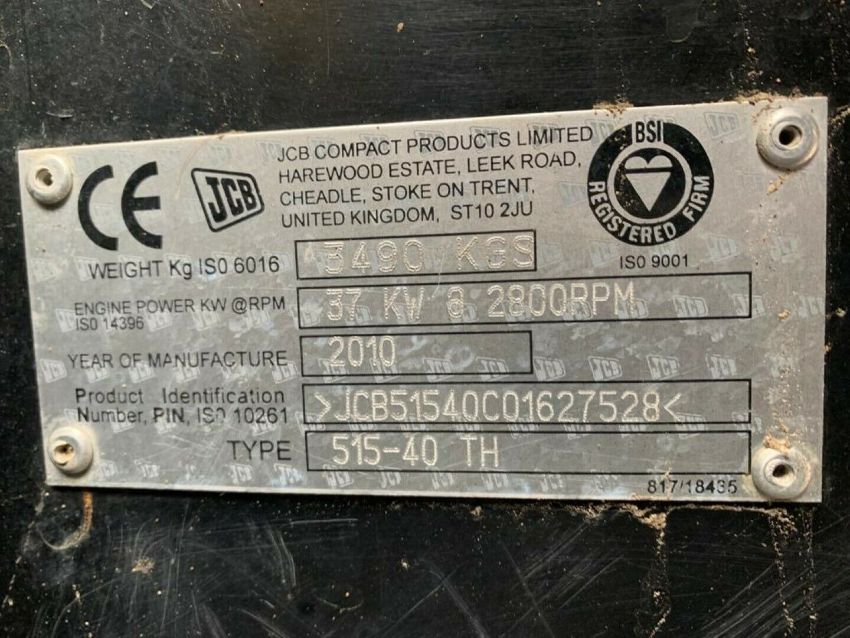 CE
JCB
JCB COMPACT PRODUCTS LIMITED
HAREWOOD ESTATE, LEEK ROAD,
CHEADLE, STOKE ON TRENT,
UNITED KINGDOM, ST10 2JU
BSI
REGISTERED FIRM
ISO 9001
WEIGHT Kg ISO 6016 3490 KGS
ENGINE POWER KW @RPM 37 KW @ 2800RPM
ISO 14396
YEAR OF MANUFACTURE 2010
Product Identification
Number, PIN, ISO 10261 >JCB51540C01627528<
TYPE 515-40 TH
817/18435